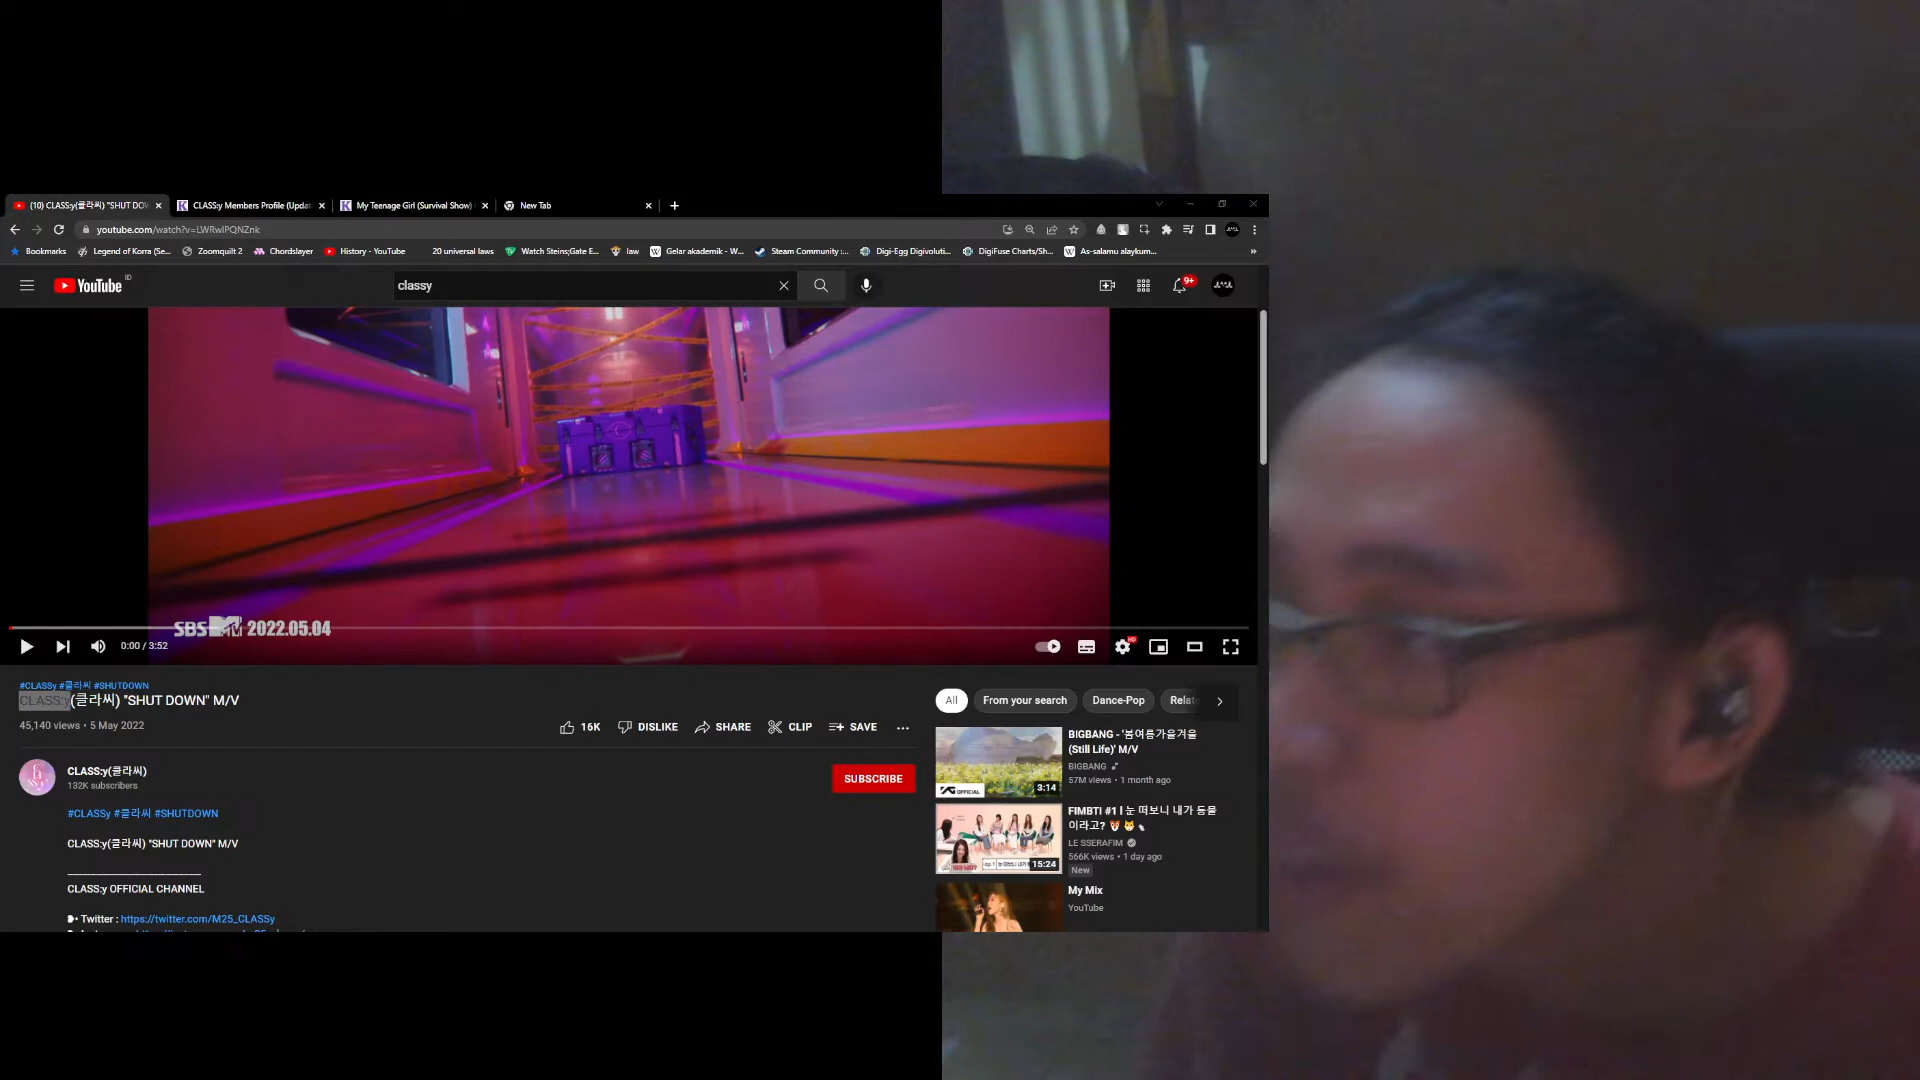 (10) CLASS:y(클라씨) "SHUT DOW
CLASS:y Members Profile (Updat
My Teenage Girl (Survival Show)
New Tab
youtube.com/watch?v=LWRwIPQNZnk
Bookmarks
Legend of Korra (Se...
Zoomquilt 2
Chordslayer
History - YouTube
20 universal laws
Watch Steins;Gate E...
law
Gelar akademik - W...
Steam Community :...
Digi-Egg Digivoluti...
DigiFuse Charts/Sh...
As-salamu alaykum...
YouTube ID
classy
9+
SBS MTV 2022.05.04
0:00 / 3:52
HD
#CLASSy #클라씨 #SHUTDOWN
CLASS:y(클라씨) "SHUT DOWN" M/V
45,140 views • 5 May 2022
16K
DISLIKE
SHARE
CLIP
SAVE
CLASS:y(클라씨)
132K subscribers
SUBSCRIBE
#CLASSy #클라씨 #SHUTDOWN
CLASS:y(클라씨) "SHUT DOWN" M/V
CLASS:y OFFICIAL CHANNEL
Twitter : https://twitter.com/M25_CLASSy
All
From your search
Dance-Pop
Relat
BIGBANG - '봄여름가을겨울
(Still Life)' M/V
BIGBANG
57M views • 1 month ago
YG OFFICIAL
3:14
FIMBTI #1 l 눈 떠보니 내가 동물
이라고? 
LE SSERAFIM
566K views • 1 day ago
New
15:24
My Mix
YouTube